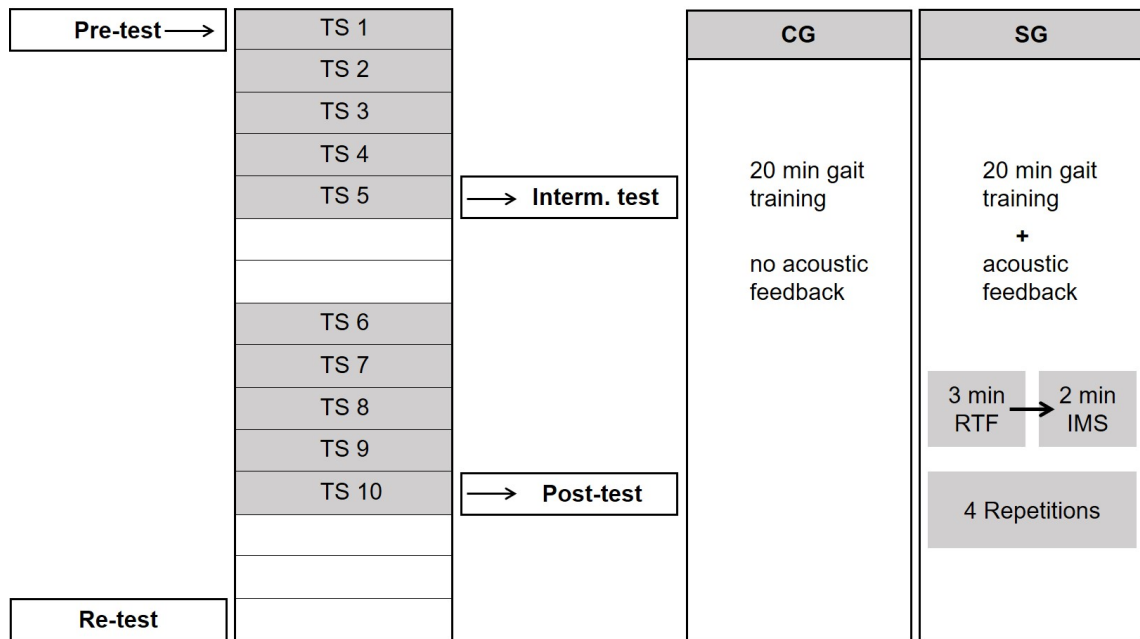 Pre-test
TS 1
TS 2
TS 3
TS 4
TS 5
Interm. test
TS 6
TS 7
TS 8
TS 9
TS 10
Post-test
Re-test
CG
20 min gait
training
no acoustic
feedback
SG
20 min gait
training
+
acoustic
feedback
3 min
RTF
2 min
IMS
4 Repetitions